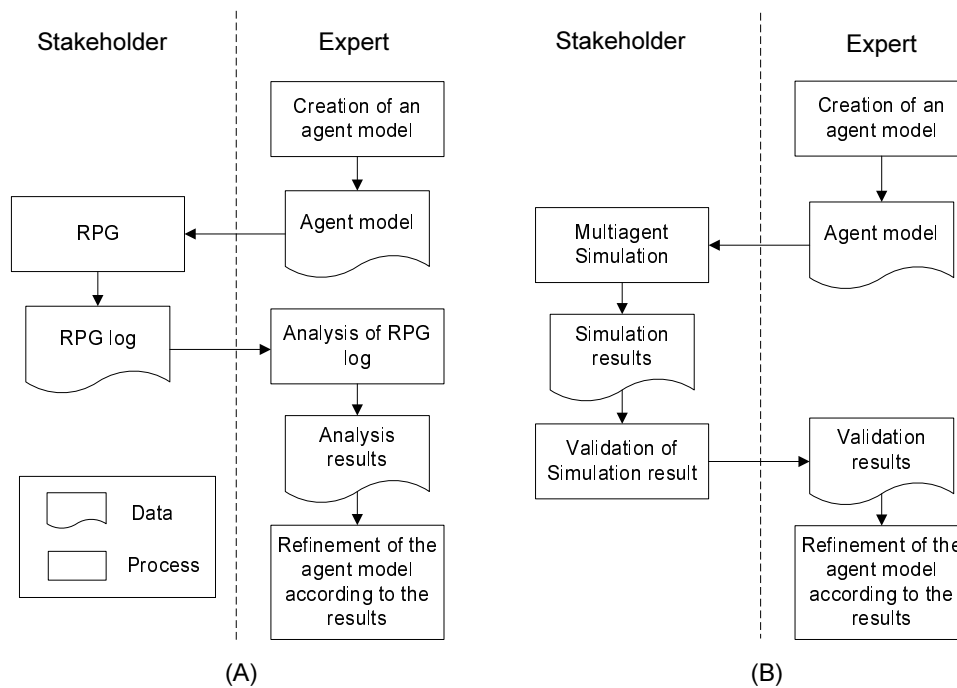 Stakeholder
Expert
Creation of an
agent model
Agent model
RPG
RPG log
Analysis of RPG
log
Analysis
results
Refinement of the
agent model
according to the
results
Data
Process
(A)
Stakeholder
Expert
Creation of an
agent model
Agent model
Multiagent
Simulation
Simulation
results
Validation of
Simulation result
Validation
results
Refinement of the
agent model
according to the
results
(B)